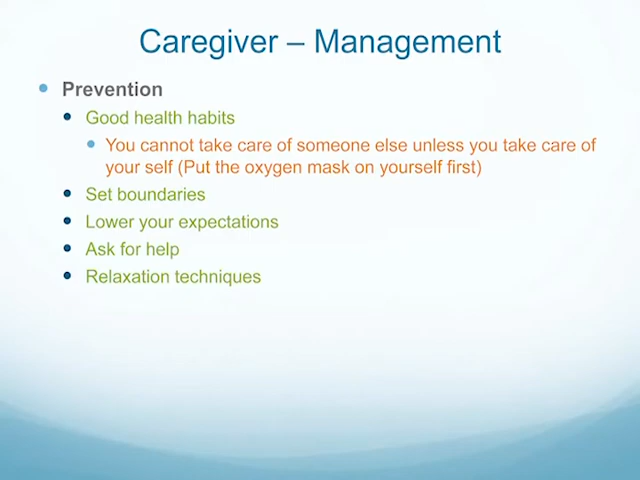 Caregiver – Management
Prevention
Good health habits
You cannot take care of someone else unless you take care of
your self (Put the oxygen mask on yourself first)
Set boundaries
Lower your expectations
Ask for help
Relaxation techniques